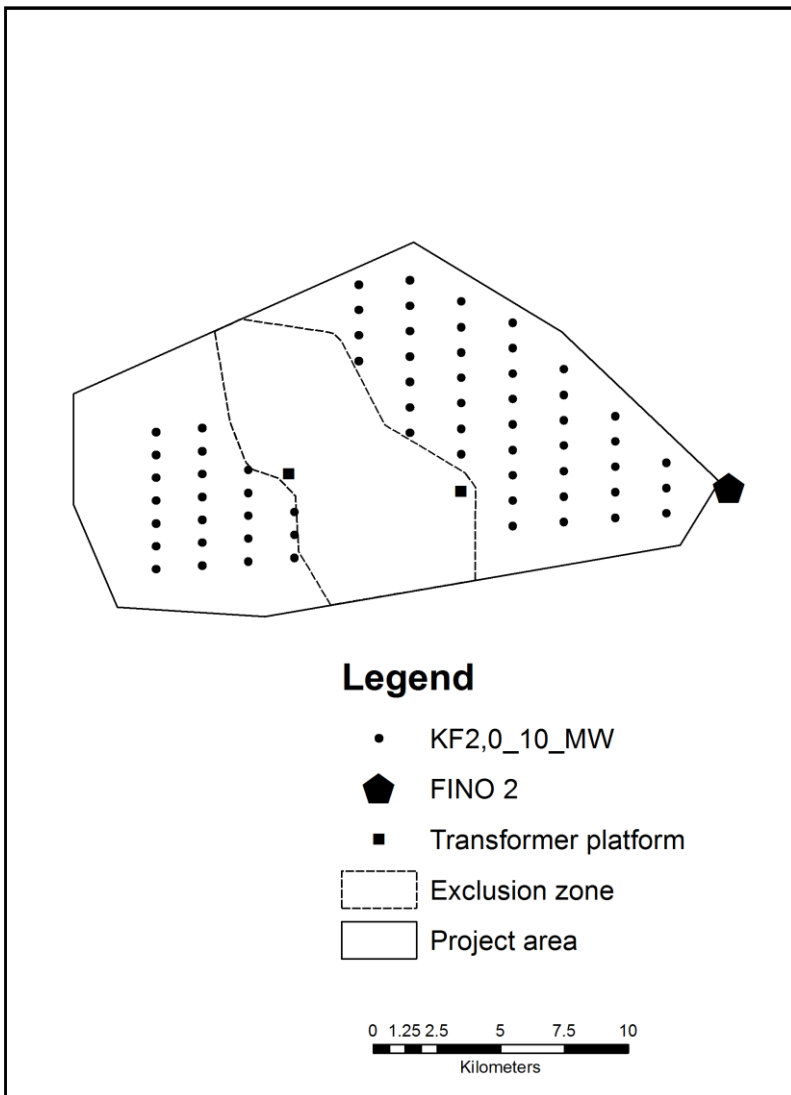 Legend
KF2,0_10_MW
FINO 2
Transformer platform
Exclusion zone
Project area
0 1.25 2.5 5 7.5 10
Kilometers